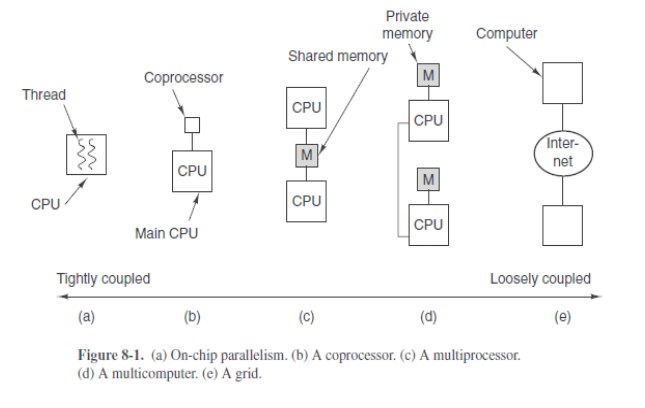 Private
memory
Computer
Shared memory
Coprocessor
Thread
M
CPU
CPU
Inter-
net
M
CPU
M
CPU
CPU
CPU
CPU
Main CPU
Tightly coupled
Loosely coupled
(a)
(b)
(c)
(d)
(e)
Figure 8-1. (a) On-chip parallelism. (b) A coprocessor. (c) A multiprocessor.
(d) A multicomputer. (e) A grid.